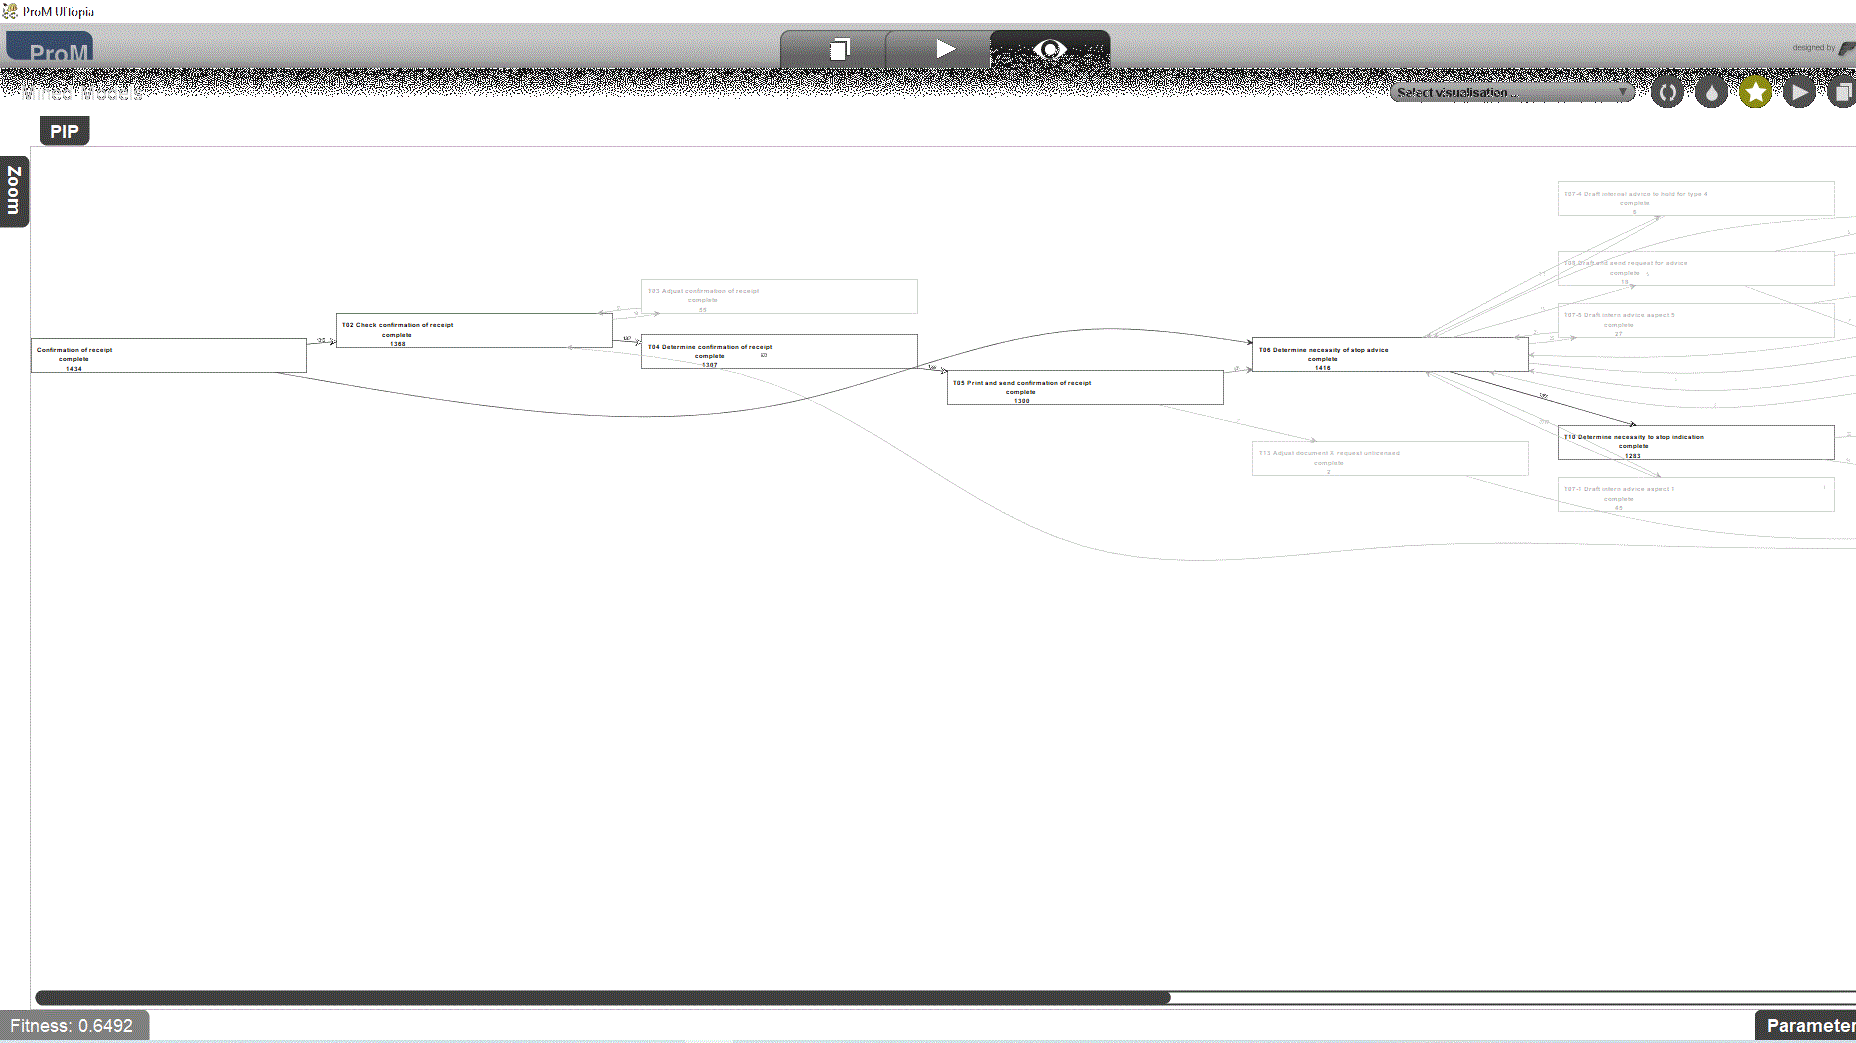 ProM UITopia
ProM
designed by
Select visualisation ...
PIP
Zoom
T07-4 Draft internal advice to hold for type 4
complete
T08 Draft and send request for advice
complete
T03 Adjust confirmation of receipt
complete
55
T07-5 Draft intern advice aspect 5
complete
27
T02 Check confirmation of receipt
complete
1368
Confirmation of receipt
complete
1434
T04 Determine confirmation of receipt
complete
1307
T06 Determine necessity of stop advice
complete
1416
T05 Print and send confirmation of receipt
complete
1300
T10 Determine necessity to stop indication
complete
1283
T13 Adjust document X request unlicensed
complete
2
T07-1 Draft intern advice aspect 1
complete
Fitness: 0.6492
Parameter